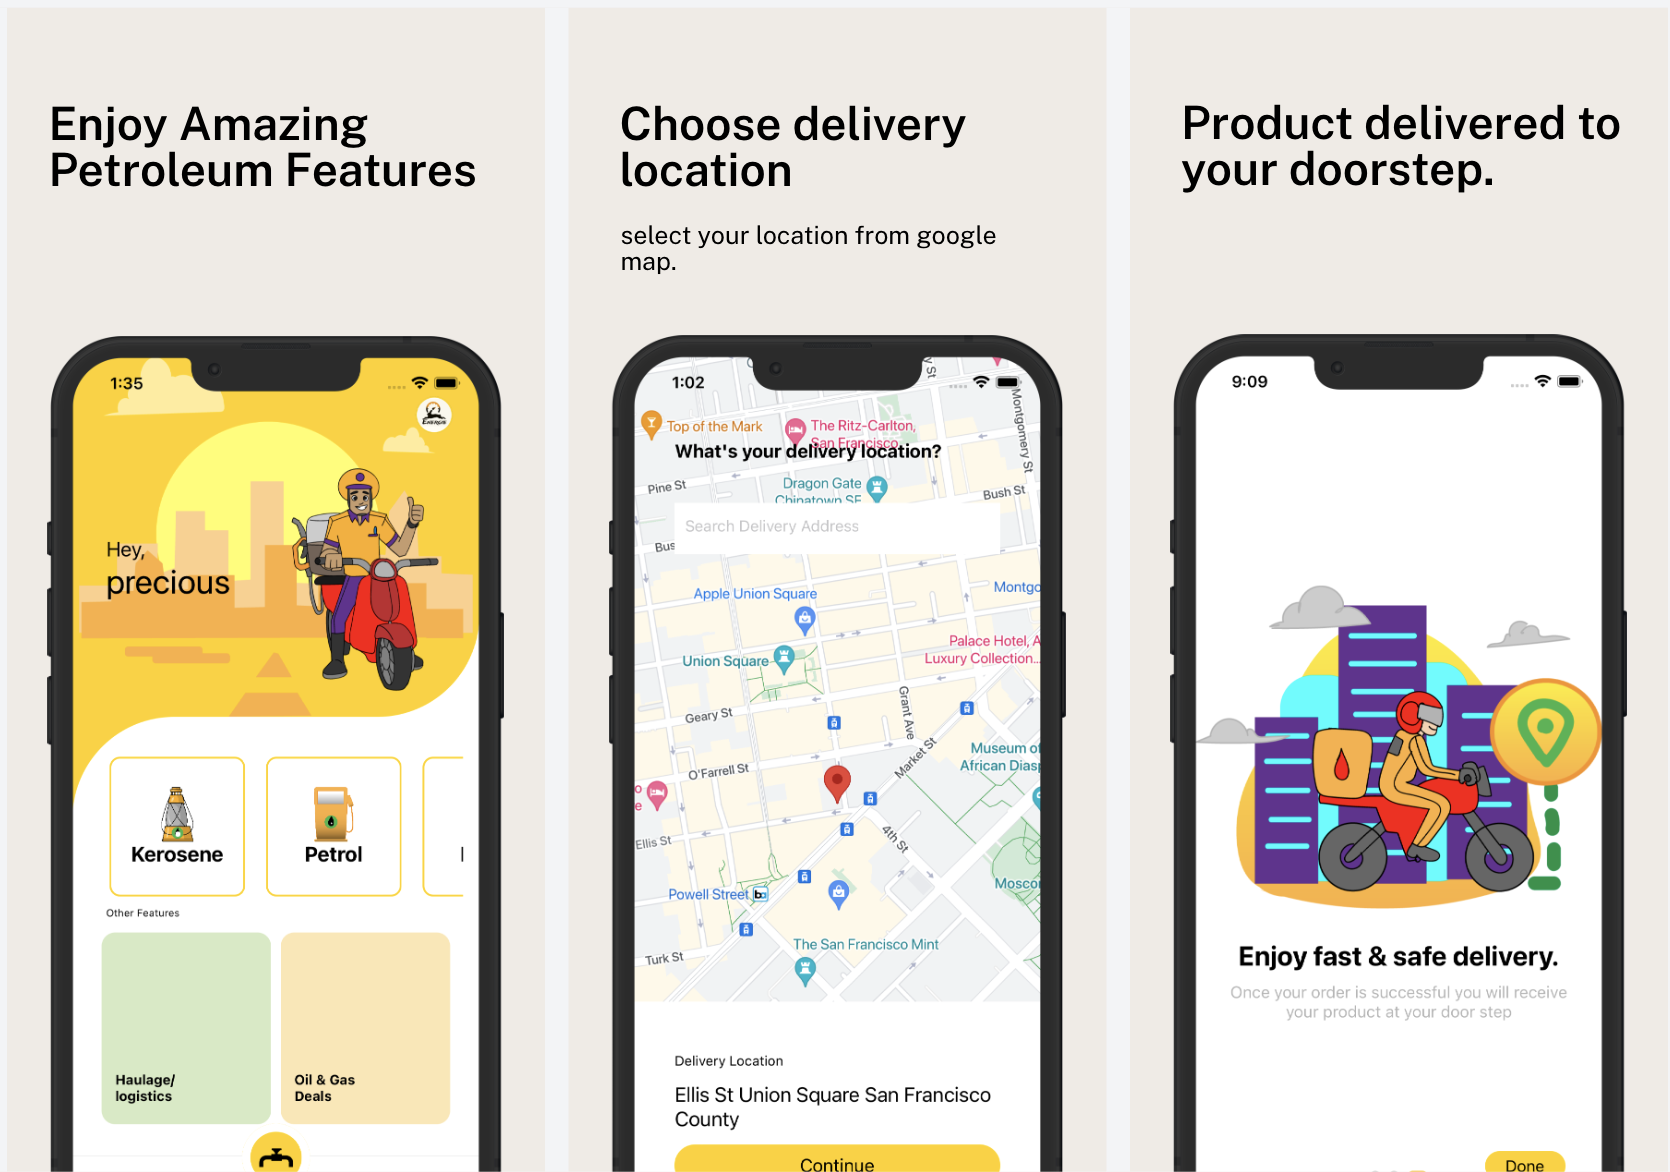 Enjoy Amazing
Petroleum Features
1:35
ENERGIE
Hey,
precious
Kerosene
Petrol
Other Features
Haulage/
logistics
Oil & Gas
Deals
Choose delivery
location
select your location from google
map.
1:02
Top of the Mark
The Ritz-Carlton,
San Francisco
Montgomery St
What's your delivery location?
Pine St
Dragon Gate
Chinatown SF
Bush St
Search Delivery Address
Bus
Apple Union Square
Montgo
Palace Hotel, A
Luxury Collection...
Union Square
Geary St
Grant Ave
Market St
Museum of
African Diasp
O'Farrell St
Ellis St
4th St
Powell Street
Mosco
The San Francisco Mint
Turk St
Delivery Location
Ellis St Union Square San Francisco
County
Continue
Product delivered to
your doorstep.
9:09
Enjoy fast & safe delivery.
Once your order is successful you will receive
your product at your door step
Done